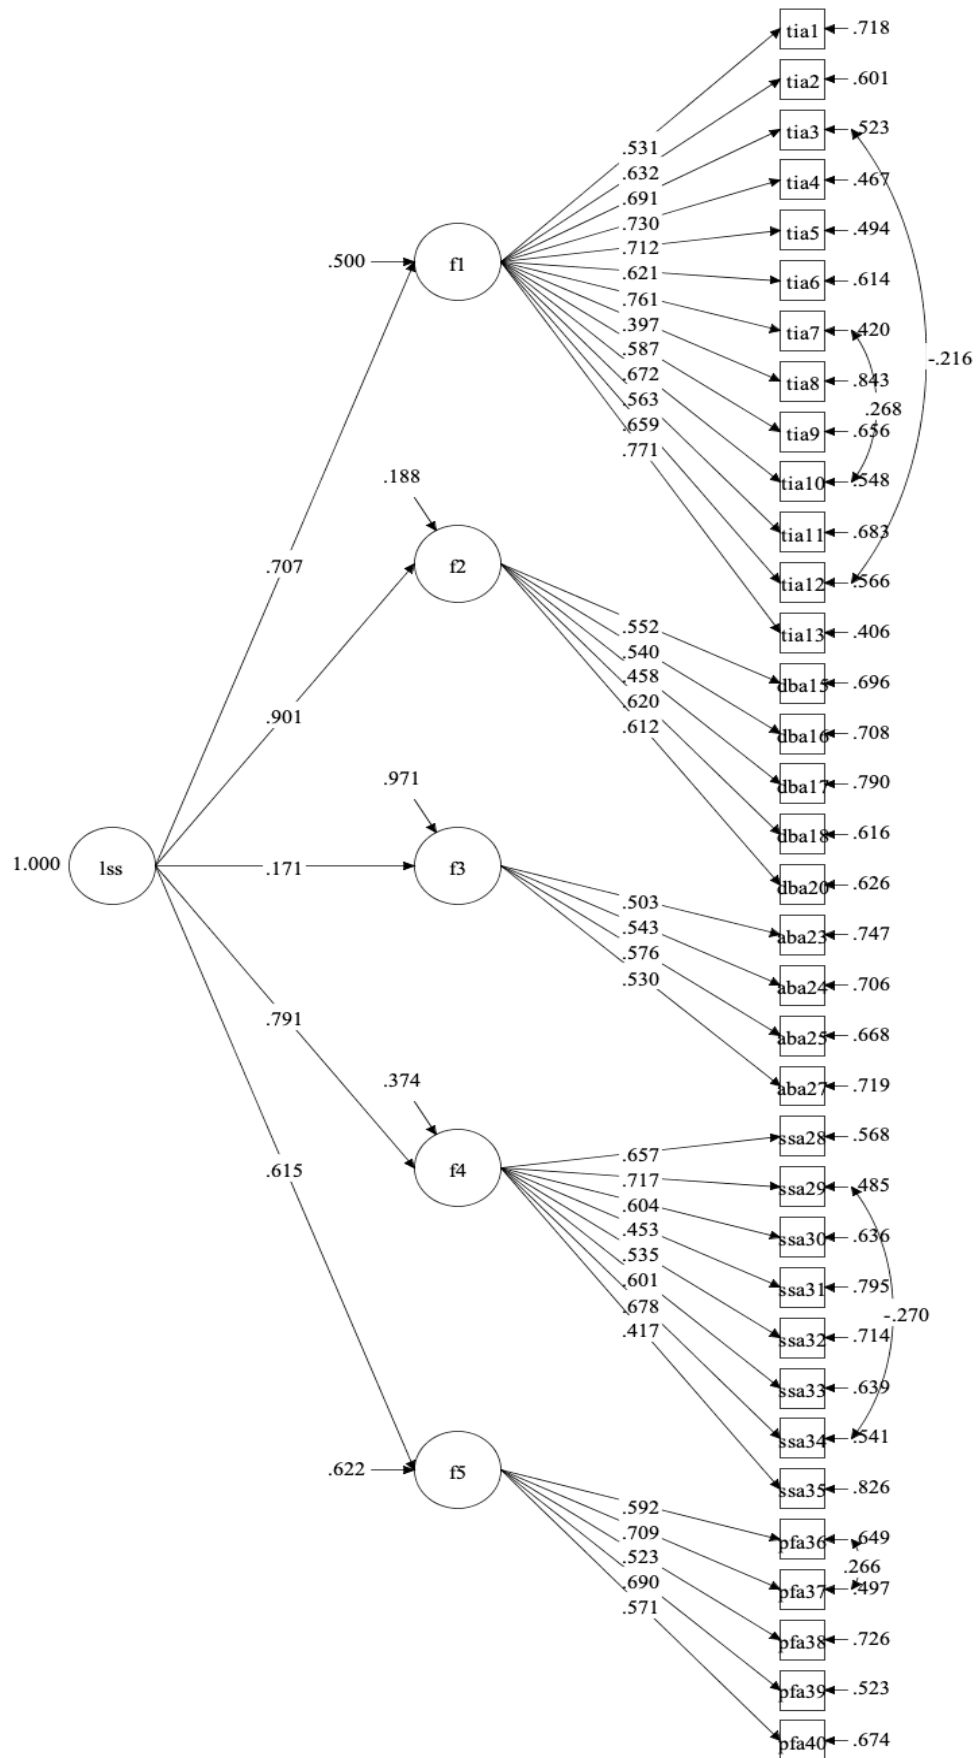 tia1 .718
tia2 .601
tia3 .523
.531
.632
tia4 .467
.691
.730
tia5 .494
.712
.500 f1
tia6 .614
.621
.761
tia7 .420
.397
.587
-.216
.672
tia8 .843
.563
.268
.659
tia9 .656
.771
.188
tia10 .548
tia11 .683
.707
f2
tia12 .566
.552
tia13 .406
.540
.458
dba15 .696
.620
.901
.612
dba16 .708
.971
dba17 .790
dba18 .616
1.000 lss
.171
f3
dba20 .626
.503
.543
aba23 .747
.576
.530
aba24 .706
.791
aba25 .668
.374
aba27 .719
ssa28 .568
.657
f4
.615
.717
ssa29 .485
.604
.453
ssa30 .636
.535
.601
ssa31 .795
.678
-.270
.417
ssa32 .714
ssa33 .639
ssa34 .541
.622 f5
ssa35 .826
.592
.709
pfa36 .649
.523
.266
.690
pfa37 .497
.571
pfa38 .726
pfa39 .523
pfa40 .674